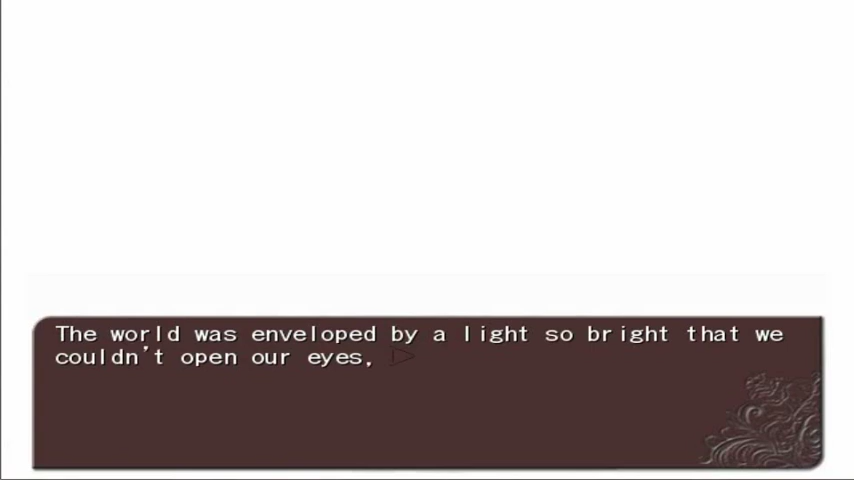 The world was enveloped by a light so bright that we
couldn't open our eyes,